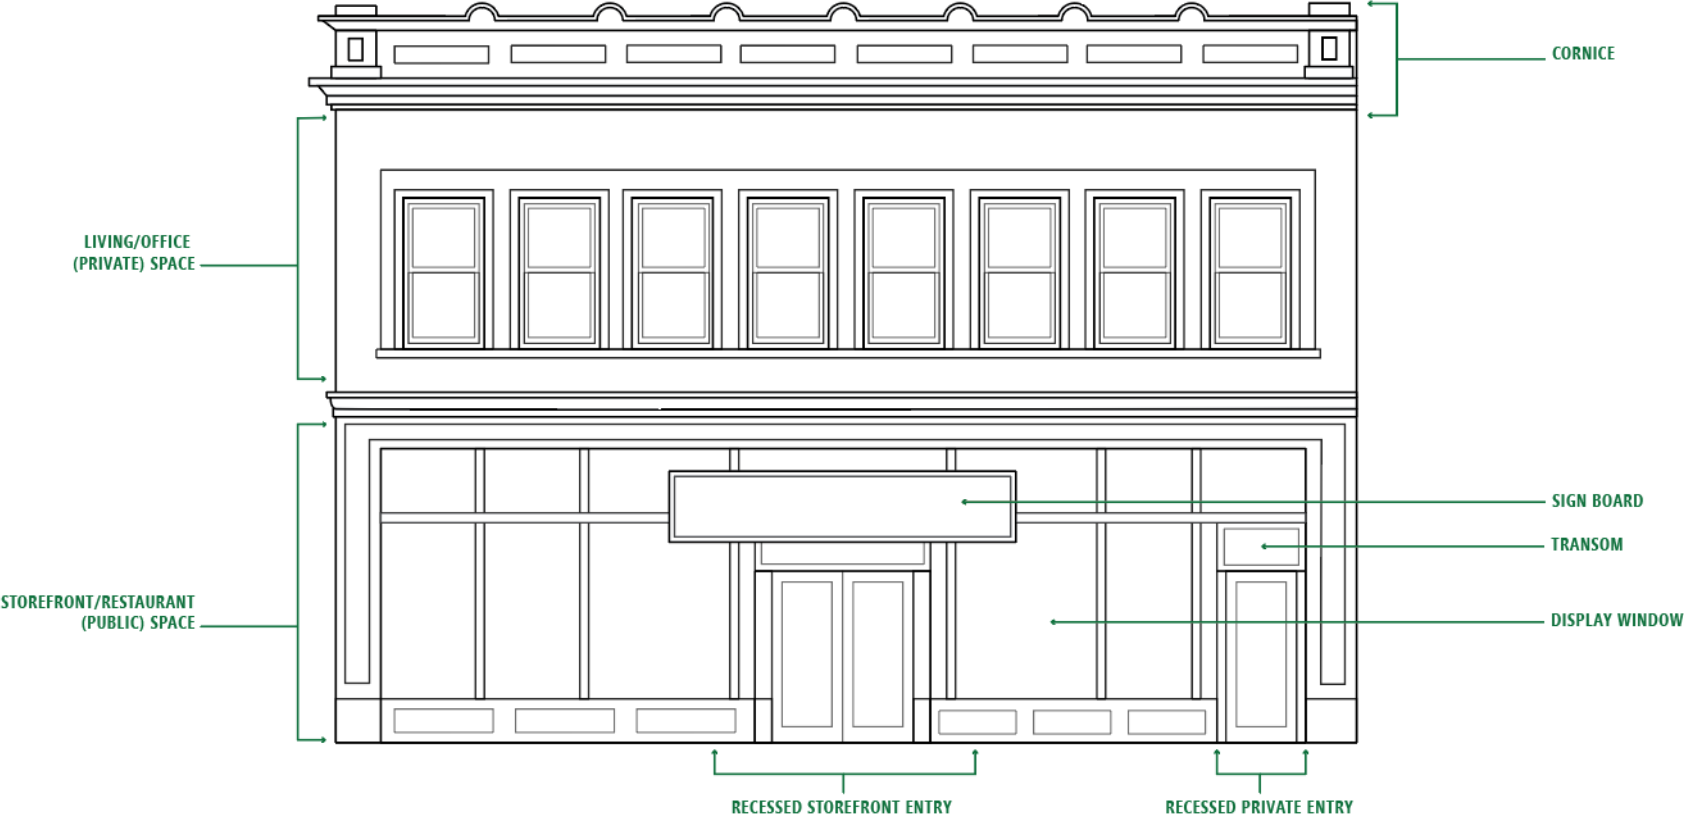 CORNICE
LIVING/OFFICE
(PRIVATE) SPACE
SIGN BOARD
TRANSOM
STOREFRONT/RESTAURANT
(PUBLIC) SPACE
DISPLAY WINDOW
RECESSED STOREFRONT ENTRY
RECESSED PRIVATE ENTRY